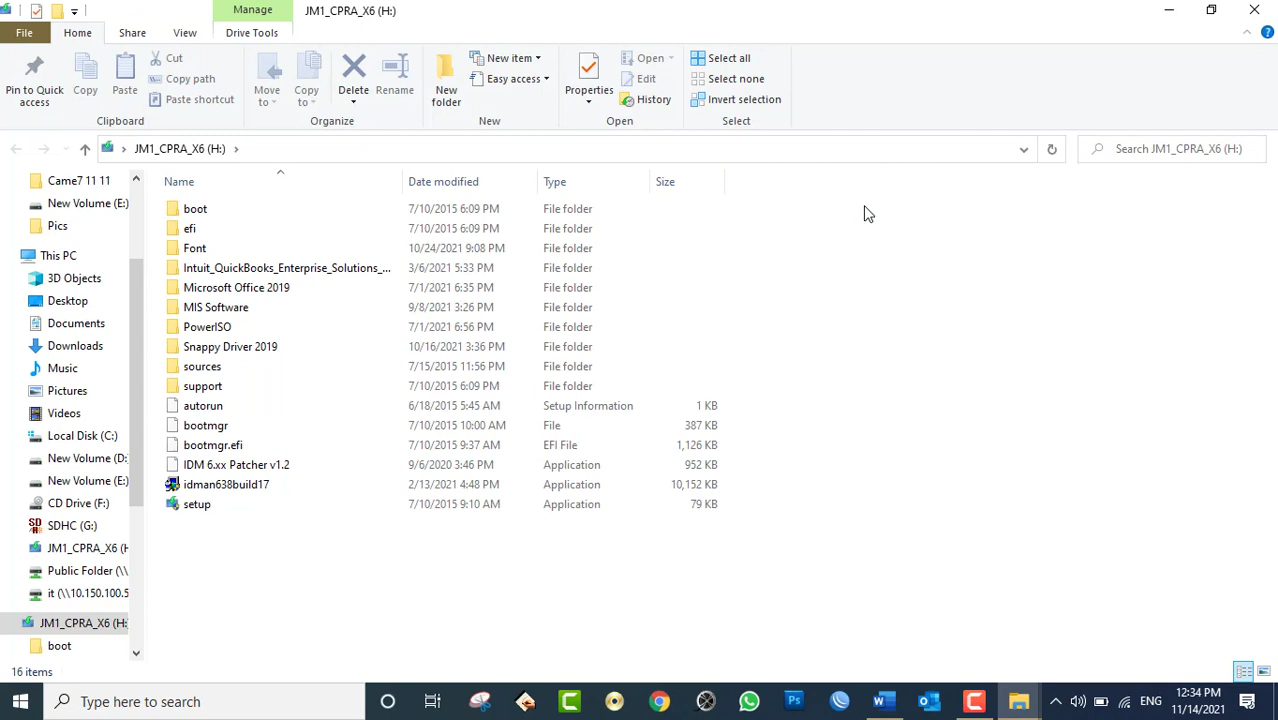 Manage JM1_CPRA_X6 (H:)
File Home Share View Drive Tools
Pin to Quick access
Copy
Paste
Cut
Copy path
Paste shortcut
Clipboard
Move to
Copy to
Delete
Rename
Organize
New folder
New item
Easy access
New
Properties
Open
Edit
History
Open
Select all
Select none
Invert selection
Select
JM1_CPRA_X6 (H:)
Search JM1_CPRA_X6 (H:)
Came7 11 11
New Volume (E:)
Pics
This PC
3D Objects
Desktop
Documents
Downloads
Music
Pictures
Videos
Local Disk (C:)
New Volume (D:
New Volume (E:)
CD Drive (F:)
SDHC (G:)
JM1_CPRA_X6 (H
Public Folder (\\
it (\\10.150.100.5
JM1_CPRA_X6 (H:
boot
Name Date modified Type Size
boot 7/10/2015 6:09 PM File folder
efi 7/10/2015 6:09 PM File folder
Font 10/24/2021 9:08 PM File folder
Intuit_QuickBooks_Enterprise_Solutions_... 3/6/2021 5:33 PM File folder
Microsoft Office 2019 7/1/2021 6:35 PM File folder
MIS Software 9/8/2021 3:26 PM File folder
PowerISO 7/1/2021 6:56 PM File folder
Snappy Driver 2019 10/16/2021 3:36 PM File folder
sources 7/15/2015 11:56 PM File folder
support 7/10/2015 6:09 PM File folder
autorun 6/18/2015 5:45 AM Setup Information 1 KB
bootmgr 7/10/2015 10:00 AM File 387 KB
bootmgr.efi 7/10/2015 9:37 AM EFI File 1,126 KB
IDM 6.xx Patcher v1.2 9/6/2020 3:46 PM Application 952 KB
idman638build17 2/13/2021 4:48 PM Application 10,152 KB
setup 7/10/2015 9:10 AM Application 79 KB
16 items
Type here to search
Ps
ENG
12:34 PM
11/14/2021